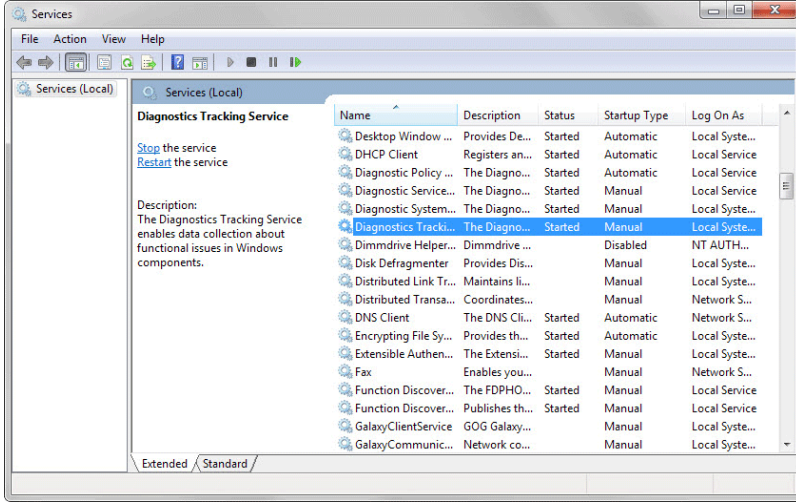 Services
File Action View Help
Services (Local)
Services (Local)
Diagnostics Tracking Service
Stop the service
Restart the service
Description:
The Diagnostics Tracking Service
enables data collection about
functional issues in Windows
components.
Name Description Status Startup Type Log On As
Desktop Window ... Provides De... Started Automatic Local Syste...
DHCP Client Registers an... Started Automatic Local Service
Diagnostic Policy ... The Diagno... Started Automatic Local Service
Diagnostic Service... The Diagno... Started Manual Local Service
Diagnostic System... The Diagno... Started Manual Local Syste...
Diagnostics Tracki... The Diagno... Started Manual Local Syste...
Dimmdrive Helper... Dimmdrive ... Disabled NT AUTH...
Disk Defragmenter Provides Dis... Manual Local Syste...
Distributed Link Tr... Maintains li... Manual Local Syste...
Distributed Transa... Coordinates... Manual Network S...
DNS Client The DNS Cli... Started Automatic Network S...
Encrypting File Sy... Provides th... Started Automatic Local Syste...
Extensible Authen... The Extensi... Started Manual Local Syste...
Fax Enables you... Manual Network S...
Function Discover... The FDPHO... Started Manual Local Service
Function Discover... Publishes th... Started Manual Local Service
GalaxyClientService GOG Galaxy... Manual Local Syste...
GalaxyCommunic... Network co... Manual Local Syste...
Extended Standard